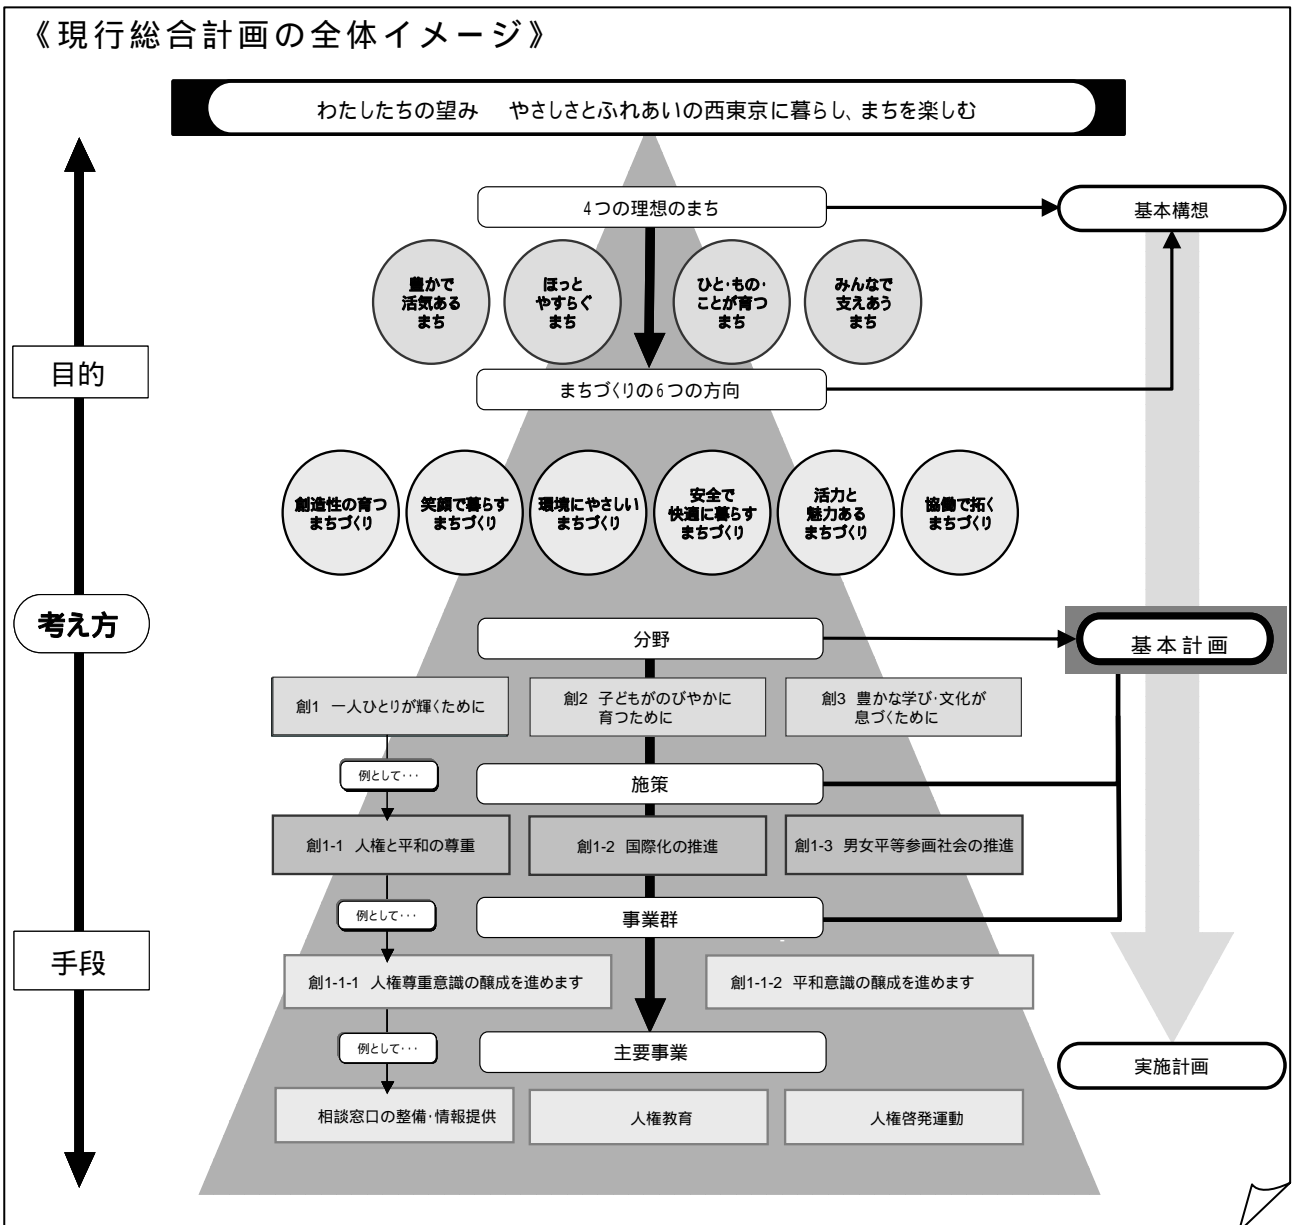 《現行総合計画の全体イメージ》
わたしたちの望み　やさしさとふれあいの西東京に暮らし、まちを楽しむ
4つの理想のまち
基本構想
豊かで
活気ある
まち
ほっと
やすらぐ
まち
ひと・もの・
ことが育つ
まち
みんなで
支えあう
まち
目的
まちづくりの6つの方向
創造性の育つ
まちづくり
笑顔で暮らす
まちづくり
環境にやさしい
まちづくり
安全で
快適に暮らす
まちづくり
活力と
魅力ある
まちづくり
協働で拓く
まちづくり
考え方
分野
基本計画
創1 一人ひとりが輝くために
創2 子どもがのびやかに
育つために
創3 豊かな学び・文化が
息づくために
例として･･･
施策
創1-1 人権と平和の尊重
創1-2 国際化の推進
創1-3 男女平等参画社会の推進
例として･･･
事業群
手段
創1-1-1 人権尊重意識の醸成を進めます
創1-1-2 平和意識の醸成を進めます
例として･･･
主要事業
実施計画
相談窓口の整備・情報提供
人権教育
人権啓発運動